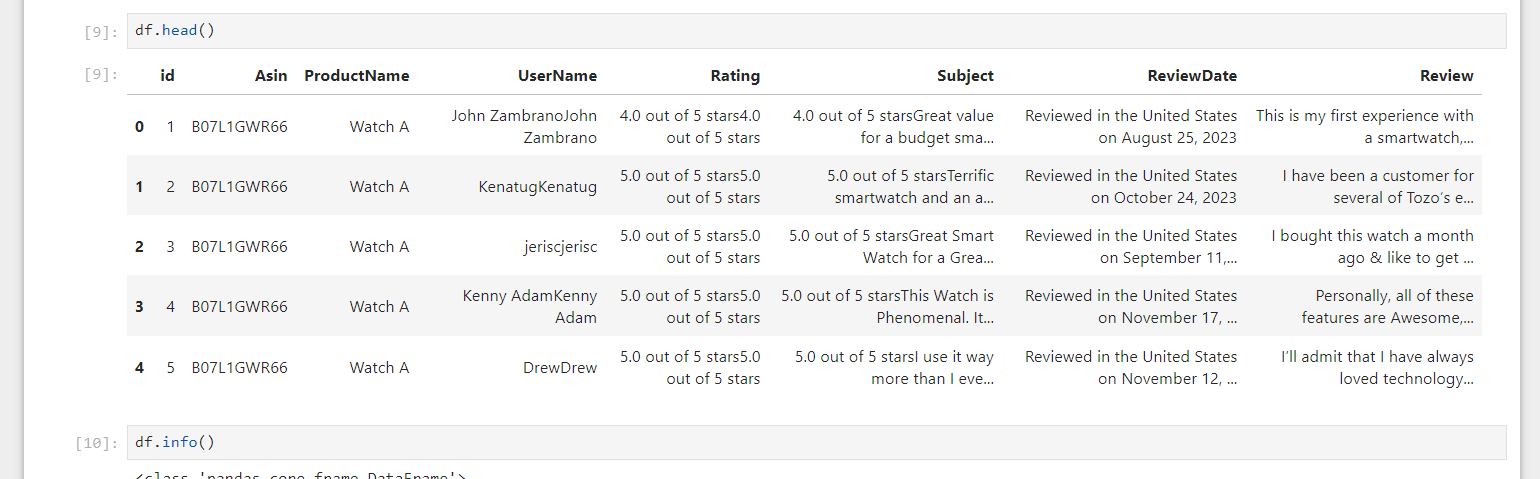 [9]: df.head()
[9]: id Asin ProductName UserName Rating Subject ReviewDate Review
0 1 B07L1GWR66 Watch A John ZambranoJohn Zambrano 4.0 out of 5 stars4.0 out of 5 stars 4.0 out of 5 starsGreat value for a budget sma... Reviewed in the United States on August 25, 2023 This is my first experience with a smartwatch,...
1 2 B07L1GWR66 Watch A KenatugKenatug 5.0 out of 5 stars5.0 out of 5 stars 5.0 out of 5 starsTerrific smartwatch and an a... Reviewed in the United States on October 24, 2023 I have been a customer for several of Tozo’s e...
2 3 B07L1GWR66 Watch A jeriscjerisc 5.0 out of 5 stars5.0 out of 5 stars 5.0 out of 5 starsGreat Smart Watch for a Grea... Reviewed in the United States on September 11,... I bought this watch a month ago & like to get ...
3 4 B07L1GWR66 Watch A Kenny AdamKenny Adam 5.0 out of 5 stars5.0 out of 5 stars 5.0 out of 5 starsThis Watch is Phenomenal. It... Reviewed in the United States on November 17, ... Personally, all of these features are Awesome,...
4 5 B07L1GWR66 Watch A DrewDrew 5.0 out of 5 stars5.0 out of 5 stars 5.0 out of 5 starsI use it way more than I eve... Reviewed in the United States on November 12, ... I’ll admit that I have always loved technology...
[10]: df.info()
<class 'pandas.core.frame.DataFrame'>